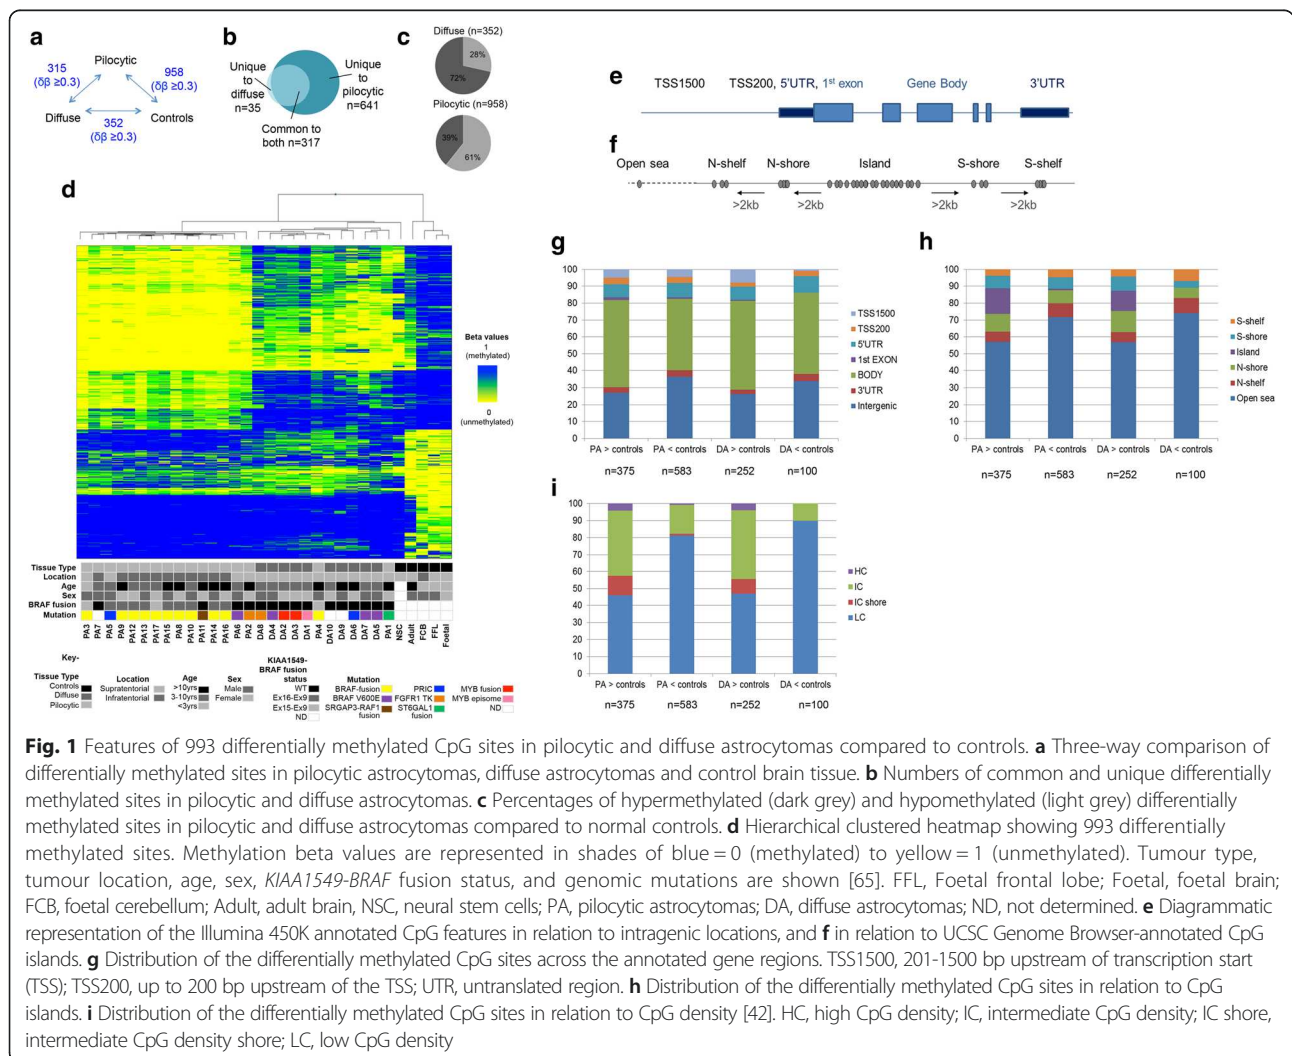 a
Pilocytic
315
(δβ ≥0.3)
958
(δβ ≥0.3)
Diffuse
Controls
352
(δβ ≥0.3)
b
Unique
to
diffuse
n=35
Unique
to
pilocytic
n=641
Common to
both n=317
c
Diffuse (n=352)
28%
72%
Pilocytic (n=958)
39%
61%
e
TSS1500
TSS200, 5'UTR, 1st exon
Gene Body
3'UTR
f
Open sea
N-shelf
N-shore
Island
S-shore
S-shelf
>2kb
>2kb
>2kb
>2kb
d
Beta values
1
(methylated)
0
(unmethylated)
Tissue Type
Location
Age
Sex
BRAF fusion
Mutation
PA3 PA7 PA5 PA9 PA12 PA13 PA17 PA15 PA8 PA10 PA11 PA14 PA16 PA6 PA2 DA8 DA4 DA2 DA3 DA1 PA4 DA10 DA9 DA6 DA7 DA5 PA1 NSC Adult FCB FFL Foetal
Key-
Tissue Type
Controls
Diffuse
Pilocytic
Location
Supratentorial
Infratentorial
Age
>10yrs
3-10yrs
<3yrs
Sex
Male
Female
KIAA1549-
BRAF fusion
status
WT
Ex16-Ex9
Ex15-Ex9
ND
Mutation
BRAF-fusion
BRAF V600E
SRGAP3-RAF1
fusion
PRIC
FGFR1 TK
ST6GAL1
fusion
MYB fusion
MYB episome
ND
g
100
90
80
70
60
50
40
30
20
10
0
PA > controls
PA < controls
DA > controls
DA < controls
n=375
n=583
n=252
n=100
TSS1500
TSS200
5'UTR
1st EXON
BODY
3'UTR
Intergenic
h
100
90
80
70
60
50
40
30
20
10
0
PA > controls
PA < controls
DA > controls
DA < controls
n=375
n=583
n=252
n=100
S-shelf
S-shore
Island
N-shore
N-shelf
Open sea
i
100
90
80
70
60
50
40
30
20
10
0
PA > controls
PA < controls
DA > controls
DA < controls
n=375
n=583
n=252
n=100
HC
IC
IC shore
LC
Fig. 1 Features of 993 differentially methylated CpG sites in pilocytic and diffuse astrocytomas compared to controls. a Three-way comparison of
differentially methylated sites in pilocytic astrocytomas, diffuse astrocytomas and control brain tissue. b Numbers of common and unique differentially
methylated sites in pilocytic and diffuse astrocytomas. c Percentages of hypermethylated (dark grey) and hypomethylated (light grey) differentially
methylated sites in pilocytic and diffuse astrocytomas compared to normal controls. d Hierarchical clustered heatmap showing 993 differentially
methylated sites. Methylation beta values are represented in shades of blue = 0 (methylated) to yellow = 1 (unmethylated). Tumour type,
tumour location, age, sex, KIAA1549-BRAF fusion status, and genomic mutations are shown [65]. FFL, Foetal frontal lobe; Foetal, foetal brain;
FCB, foetal cerebellum; Adult, adult brain, NSC, neural stem cells; PA, pilocytic astrocytomas; DA, diffuse astrocytomas; ND, not determined. e Diagrammatic
representation of the Illumina 450K annotated CpG features in relation to intragenic locations, and f in relation to UCSC Genome Browser-annotated CpG
islands. g Distribution of the differentially methylated CpG sites across the annotated gene regions. TSS1500, 201-1500 bp upstream of transcription start
(TSS); TSS200, up to 200 bp upstream of the TSS; UTR, untranslated region. h Distribution of the differentially methylated CpG sites in relation to CpG
islands. i Distribution of the differentially methylated CpG sites in relation to CpG density [42]. HC, high CpG density; IC, intermediate CpG density; IC shore,
intermediate CpG density shore; LC, low CpG density